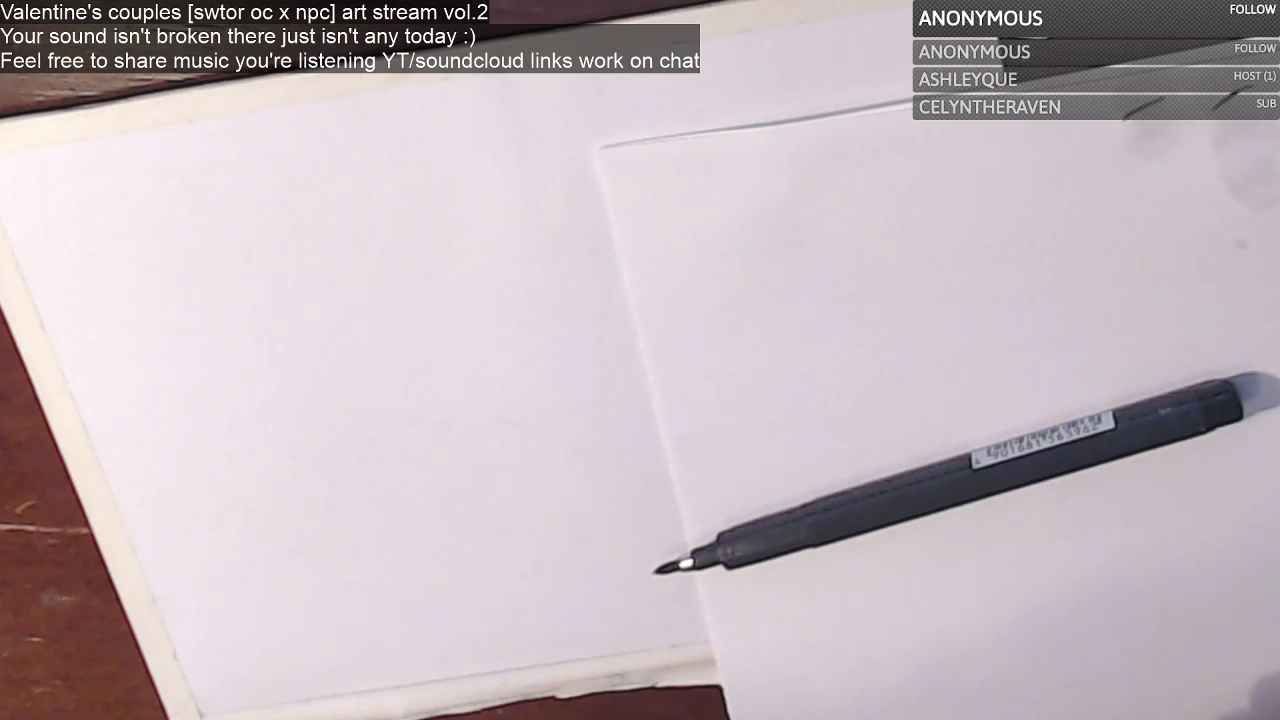 Valentine's couples [swtor oc x npc] art stream vol.2
Your sound isn't broken there just isn't any today :)
Feel free to share music you're listening YT/soundcloud links work on chat
ANONYMOUS FOLLOW
ANONYMOUS FOLLOW
ASHLEYQUE HOST (1)
CELYNTHERAVEN SUB